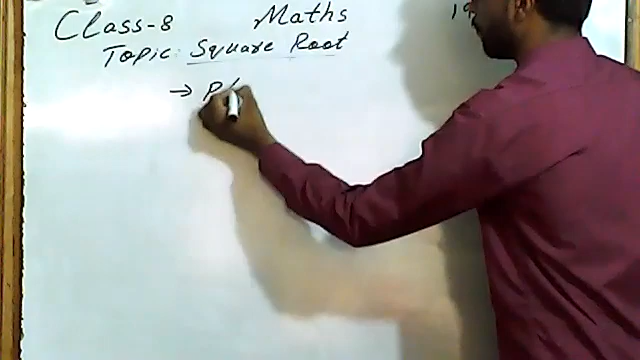 Class-8 Maths
Topic: Square Root
→ P